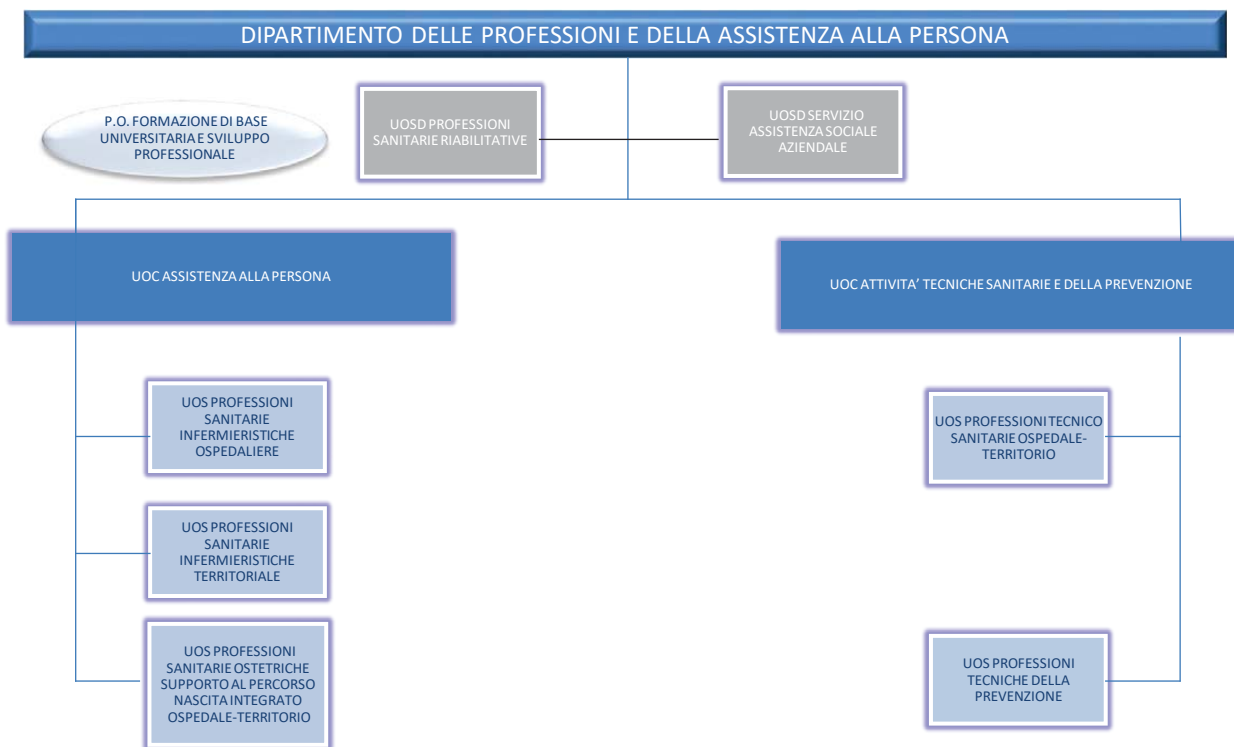 DIPARTIMENTO DELLE PROFESSIONI E DELLA ASSISTENZA ALLA PERSONA
P.O. FORMAZIONE DI BASE
UNIVERSITARIA E SVILUPPO
PROFESSIONALE
UOSD PROFESSIONI
SANITARIE RIABILITATIVE
UOSD SERVIZIO
ASSISTENZA SOCIALE
AZIENDALE
UOC ASSISTENZA ALLA PERSONA
UOC ATTIVITA’ TECNICHE SANITARIE E DELLA PREVENZIONE
UOS PROFESSIONI
SANITARIE
INFERMIERISTICHE
OSPEDALIERE
UOS PROFESSIONI TECNICO
SANITARIE OSPEDALE-
TERRITORIO
UOS PROFESSIONI
SANITARIE
INFERMIERISTICHE
TERRITORIALE
UOS PROFESSIONI
SANITARIE OSTETRICHE
SUPPORTO AL PERCORSO
NASCITA INTEGRATO
OSPEDALE-TERRITORIO
UOS PROFESSIONI
TECNICHE DELLA
PREVENZIONE